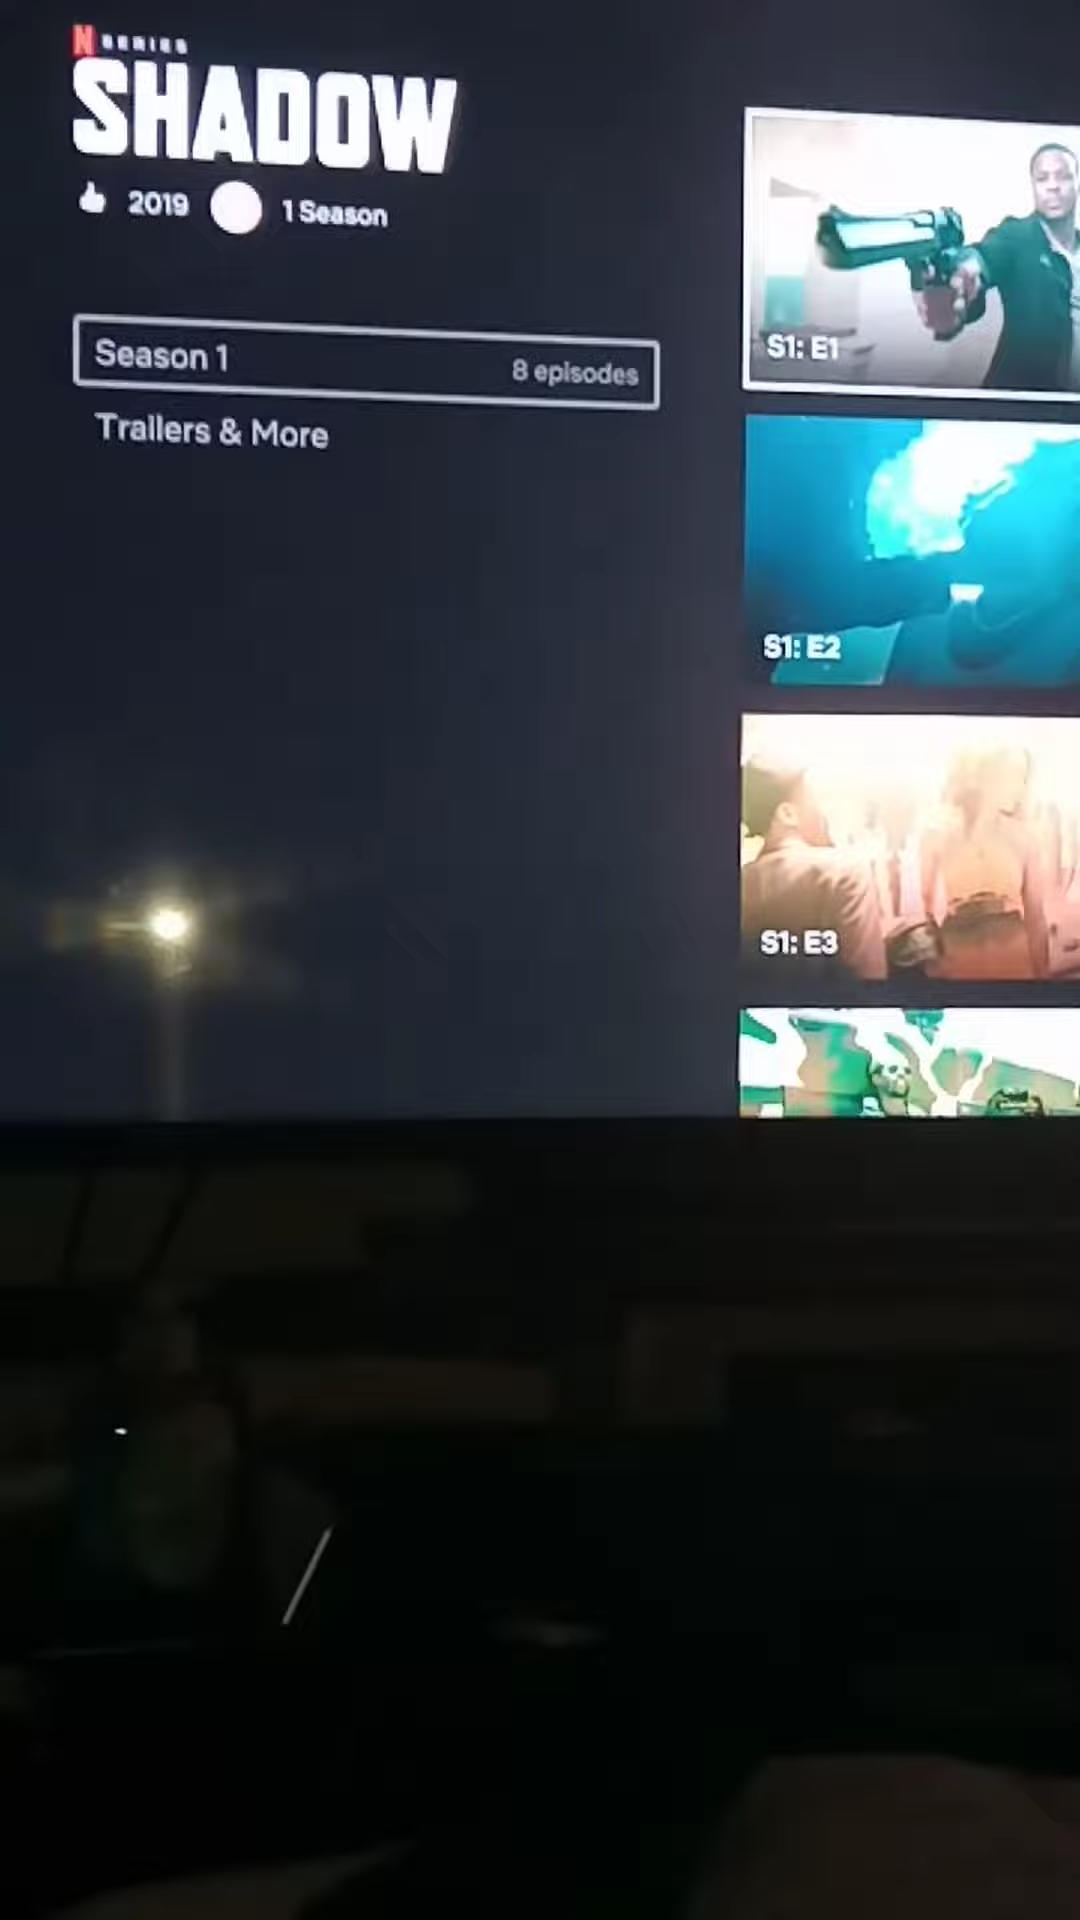 N SERIES
SHADOW
2019 1 Season
Season 1 8 episodes
Trailers & More
S1: E1
S1: E2
S1: E3